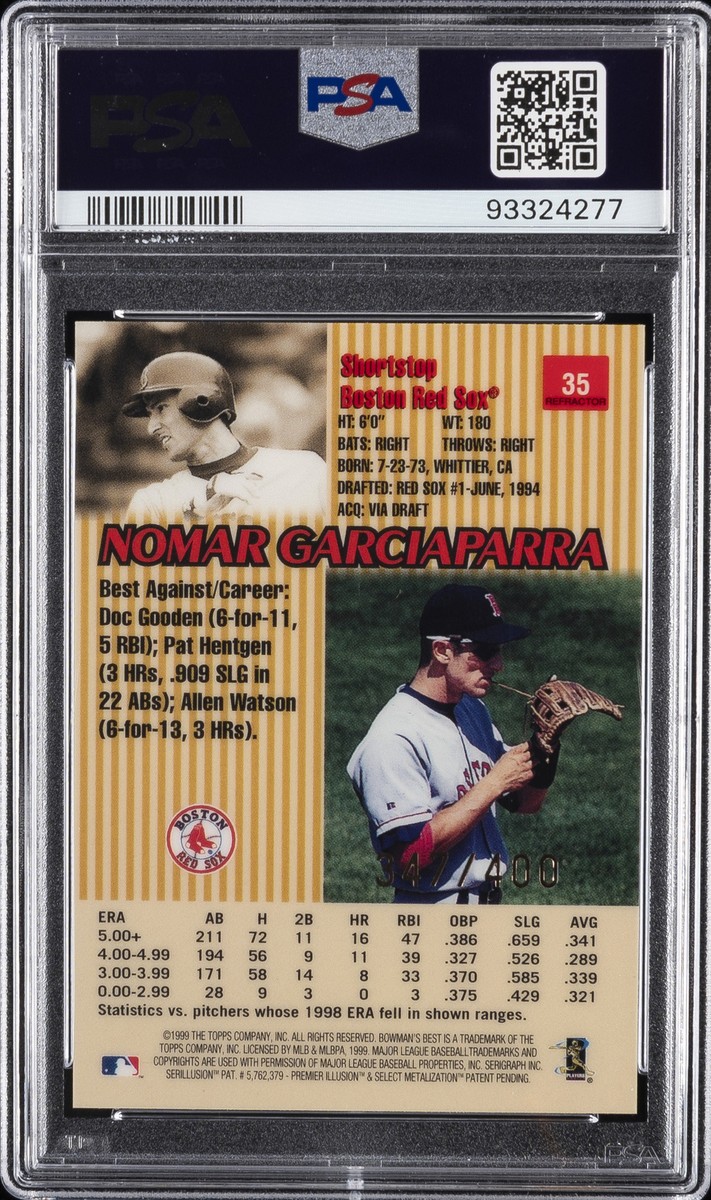 PSA
PSA
93324277
Shortstop
Boston Red Sox®
35
REFRACTOR
HT: 6'0" WT: 180
BATS: RIGHT THROWS: RIGHT
BORN: 7-23-73, WHITTIER, CA
DRAFTED: RED SOX #1-JUNE, 1994
ACQ: VIA DRAFT
NOMAR GARCIAPARRA
Best Against/Career:
Doc Gooden (6-for-11,
5 RBI); Pat Hentgen
(3 HRs, .909 SLG in
22 ABs); Allen Watson
(6-for-13, 3 HRs).
BOSTON
RED SOX
347/400
ERA AB H 2B HR RBI OBP SLG AVG
5.00+ 211 72 11 16 47 .386 .659 .341
4.00-4.99 194 56 9 11 39 .327 .526 .289
3.00-3.99 171 58 14 8 33 .370 .585 .339
0.00-2.99 28 9 3 0 3 .375 .429 .321
Statistics vs. pitchers whose 1998 ERA fell in shown ranges.
©1999 THE TOPPS COMPANY, INC. ALL RIGHTS RESERVED. BOWMAN'S BEST IS A TRADEMARK OF THE
TOPPS COMPANY, INC. LICENSED BY MLB & MLBPA, 1999. MAJOR LEAGUE BASEBALLTRADEMARKS AND
COPYRIGHTS ARE USED WITH PERMISSION OF MAJOR LEAGUE BASEBALL PROPERTIES, INC. SERIGRAPH INC.
SERILLUSION™ PAT. # 5,762,379 - PREMIER ILLUSION™ & SELECT METALIZATION™ PATENT PENDING.
PLAYERS
PSA